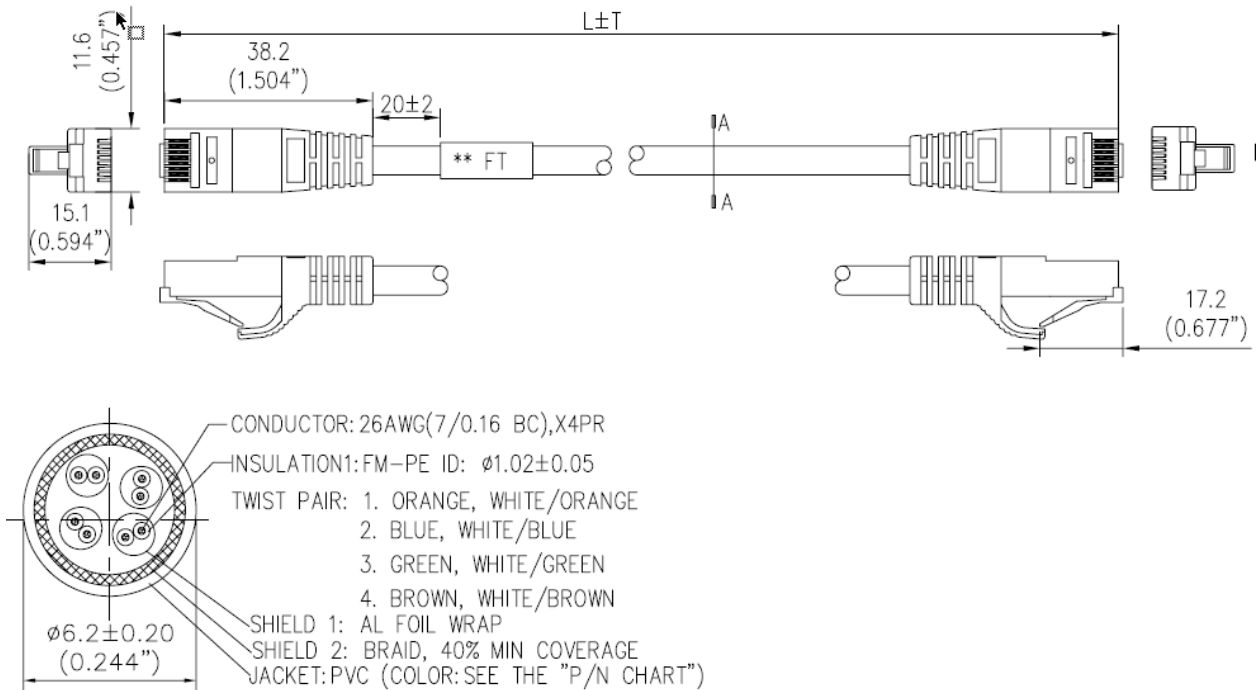 11.6
(0.457")
L±T
38.2
(1.504")
20±2
A
** FT
A
15.1
(0.594")
17.2
(0.677")
CONDUCTOR: 26AWG(7/0.16 BC),X4PR
INSULATION1: FM-PE ID: ø1.02±0.05
TWIST PAIR: 1. ORANGE, WHITE/ORANGE
2. BLUE, WHITE/BLUE
3. GREEN, WHITE/GREEN
4. BROWN, WHITE/BROWN
SHIELD 1: AL FOIL WRAP
SHIELD 2: BRAID, 40% MIN COVERAGE
JACKET: PVC (COLOR: SEE THE "P/N CHART")
ø6.2±0.20
(0.244")